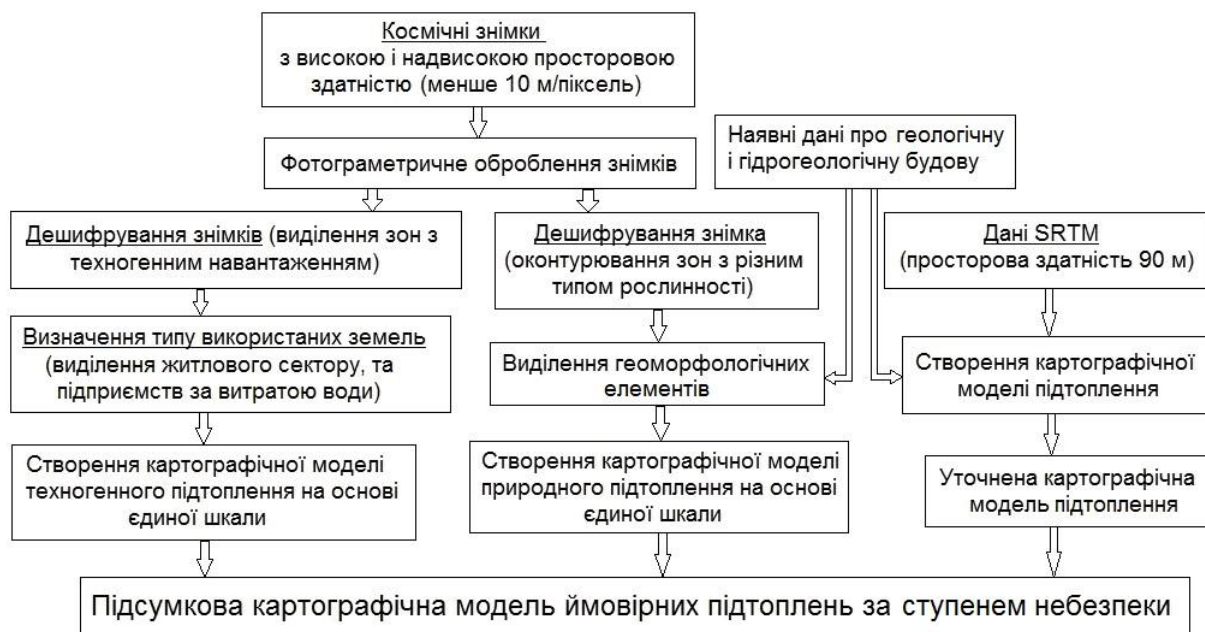 Космічні знімки
з високою і надвисокою просторовою
здатністю (менше 10 м/піксель)
Наявні дані про геологічну
і гідрогеологічну будову
Фотограметричне оброблення знімків
Дешифрування знімків (виділення зон з
техногенним навантаженням)
Дешифрування знімка
(оконтурювання зон з різним
типом рослинності)
Дані SRTM
(просторова здатність 90 м)
Визначення типу використаних земель
(виділення житлового сектору, та
підприємств за витратою води)
Виділення геоморфологічних
елементів
Створення картографічної
моделі підтоплення
Створення картографічної моделі
техногенного підтоплення на основі
єдиної шкали
Створення картографічної моделі
природного підтоплення на основі
єдиної шкали
Уточнена картографічна
модель підтоплення
Підсумкова картографічна модель ймовірних підтоплень за ступенем небезпеки